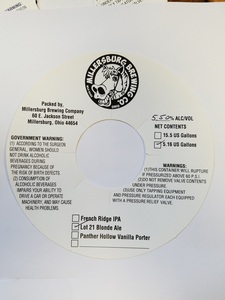 MILLERSBURG BREWING CO.
Packed by,
Millersburg Brewing Company
60 E. Jackson Street
Millersburg, Ohio 44654
5.50% ALC/VOL
NET CONTENTS
15.5 US Gallons
5.16 US Gallons
GOVERNMENT WARNING:
(1) ACCORDING TO THE SURGEON
GENERAL, WOMEN SHOULD
NOT DRINK ALCOHOLIC
BEVERAGES DURING
PREGNANCY BECAUSE OF
THE RISK OF BIRTH DEFECTS
(2) CONSUMPTION OF
ALCOHOLIC BEVERAGES
IMPAIRS YOUR ABILITY TO
DRIVE A CAR OR OPERATE
MACHINERY, AND MAY CAUSE
HEALTH PROBLEMS.
WARNINGS:
(1)THIS CONTAINER WILL RUPTURE
IF PRESSURIZED ABOVE 60 P.S.I
(2)DO NOT REMOVE VALVE CONTENTS
UNDER PRESSURE.
(3)USE ONLY TAPPING EQUIPMENT
AND PRESSURE REGULATOR EACH EQUIPPED
WITH A PRESSURE RELIEF VALVE.
French Ridge IPA
Lot 21 Blonde Ale
Panther Hollow Vanilla Porter